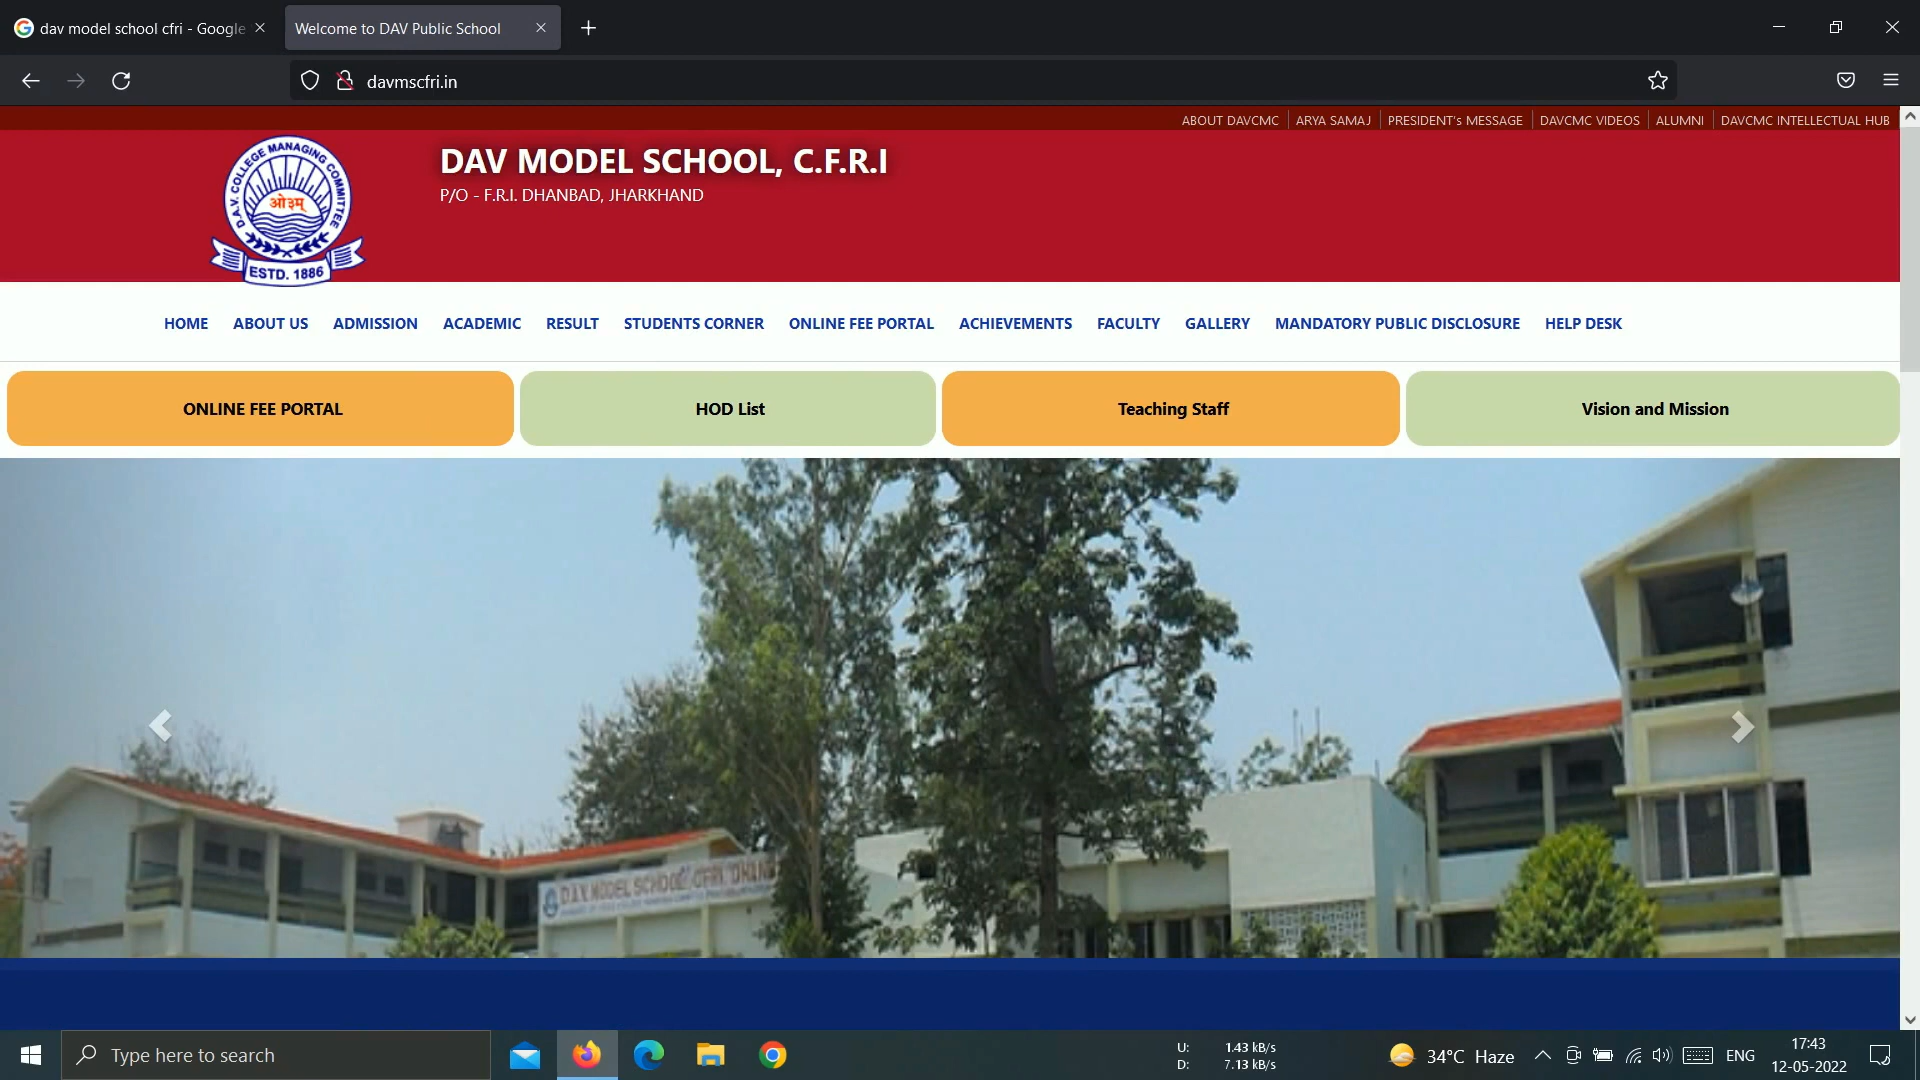 dav model school cfri - Google
Welcome to DAV Public School
davmscfri.in
ABOUT DAVCMC
ARYA SAMAJ
PRESIDENT's MESSAGE
DAVCMC VIDEOS
ALUMNI
DAVCMC INTELLECTUAL HUB
D.A.V. COLLEGE MANAGING COMMITTEE
ओ३म्
ESTD. 1886
DAV MODEL SCHOOL, C.F.R.I
P/O - F.R.I. DHANBAD, JHARKHAND
HOME
ABOUT US
ADMISSION
ACADEMIC
RESULT
STUDENTS CORNER
ONLINE FEE PORTAL
ACHIEVEMENTS
FACULTY
GALLERY
MANDATORY PUBLIC DISCLOSURE
HELP DESK
ONLINE FEE PORTAL
HOD List
Teaching Staff
Vision and Mission
D.A.V. MODEL SCHOOL CFRI, DHAN
Type here to search
U: 1.43 kB/s
D: 7.13 kB/s
34°C Haze
ENG
17:43
12-05-2022